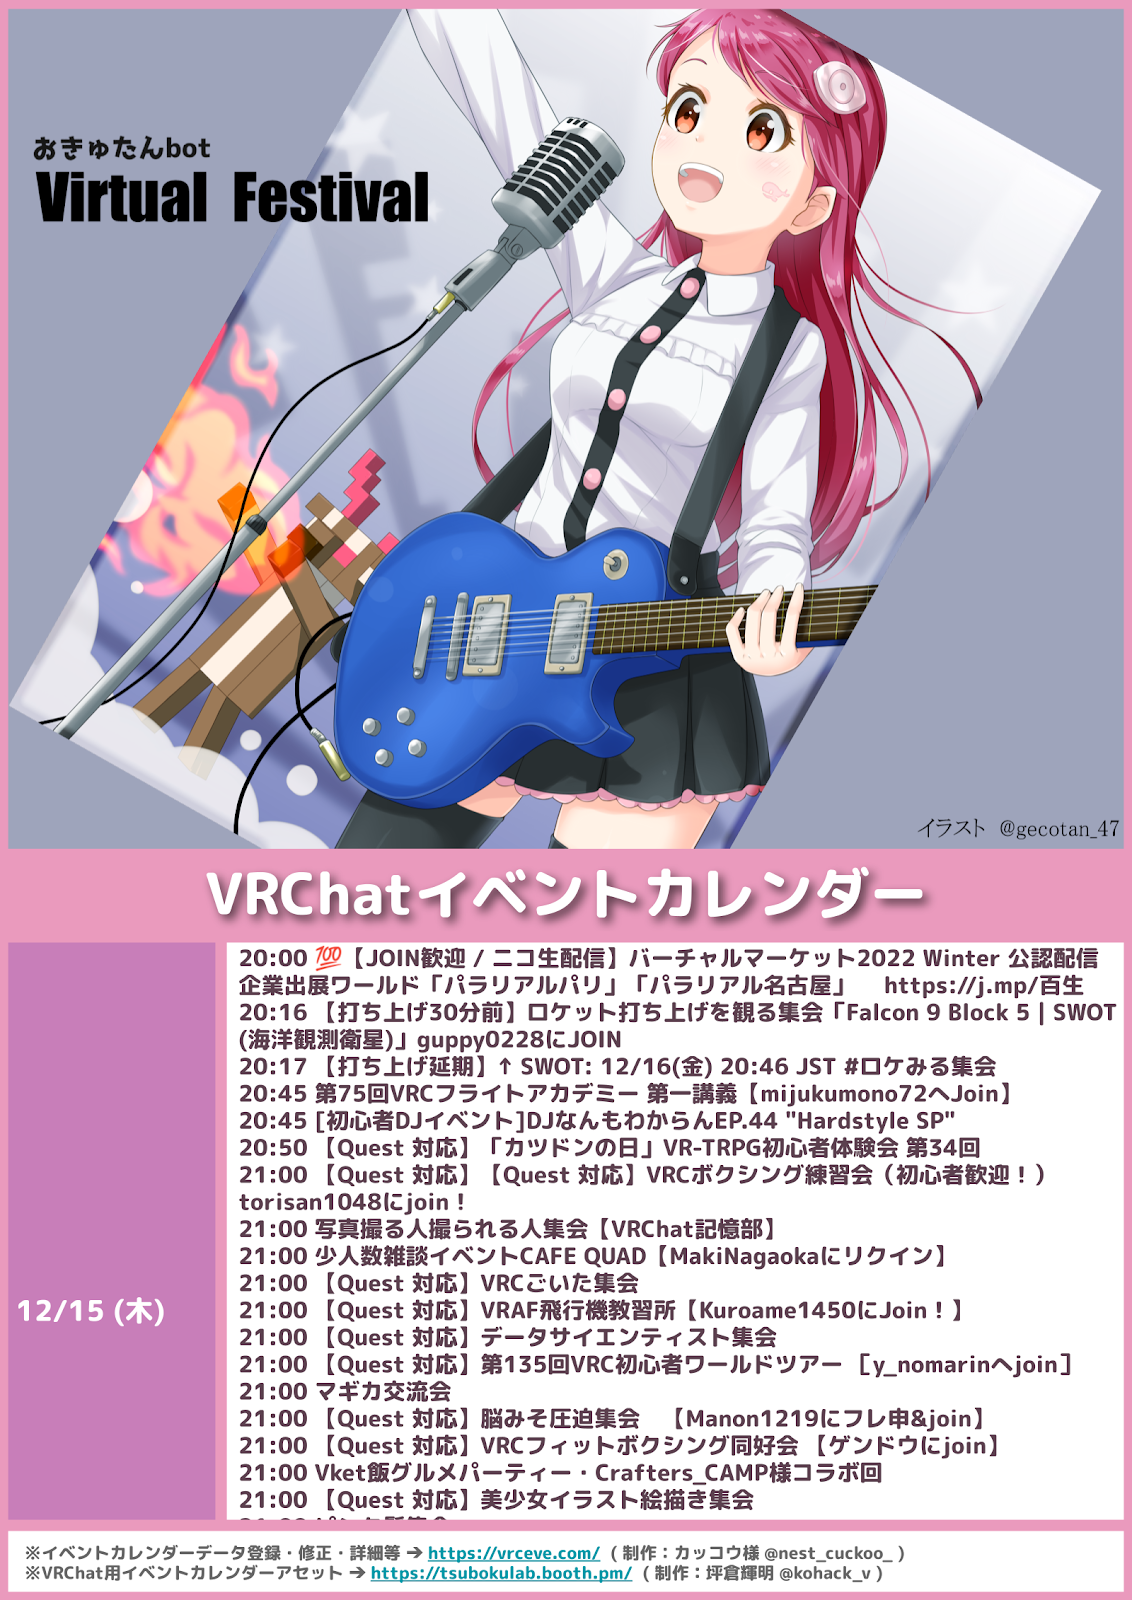 おきゅたんbot
Virtual Festival
イラスト @gecotan_47
VRChatイベントカレンダー
12/15 (木)
20:00 💯【JOIN歓迎 / ニコ生配信】バーチャルマーケット2022 Winter 公認配信
企業出展ワールド「パラリアルパリ」「パラリアル名古屋」 https://j.mp/百生
20:16 【打ち上げ30分前】ロケット打ち上げを観る集会「Falcon 9 Block 5 | SWOT
(海洋観測衛星)」guppy0228にJOIN
20:17 【打ち上げ延期】↑ SWOT: 12/16(金) 20:46 JST #ロケみる集会
20:45 第75回VRCフライトアカデミー 第一講義【mijukumono72へJoin】
20:45 [初心者DJイベント]DJなんもわからんEP.44 "Hardstyle SP"
20:50 【Quest 対応】「カツドンの日」VR-TRPG初心者体験会 第34回
21:00 【Quest 対応】【Quest 対応】VRCボクシング練習会（初心者歓迎！）
torisan1048にjoin！
21:00 写真撮る人撮られる人集会【VRChat記憶部】
21:00 少人数雑談イベントCAFE QUAD【MakiNagaokaにリクイン】
21:00 【Quest 対応】VRCごいた集会
21:00 【Quest 対応】VRAF飛行機教習所【Kuroame1450にJoin！】
21:00 【Quest 対応】データサイエンティスト集会
21:00 【Quest 対応】第135回VRC初心者ワールドツアー ［y_nomarinへjoin］
21:00 マギカ交流会
21:00 【Quest 対応】脳みそ圧迫集会 【Manon1219にフレ申&join】
21:00 【Quest 対応】VRCフィットボクシング同好会 【ゲンドウにjoin】
21:00 Vket飯グルメパーティー・Crafters_CAMP様コラボ回
21:00 【Quest 対応】美少女イラスト絵描き集会
※イベントカレンダーデータ登録・修正・詳細等 ➔ https://vrceve.com/ （制作：カッコウ様 @nest_cuckoo_ ）
※VRChat用イベントカレンダーアセット ➔ https://tsubokulab.booth.pm/ （制作：坪倉輝明 @kohack_v ）